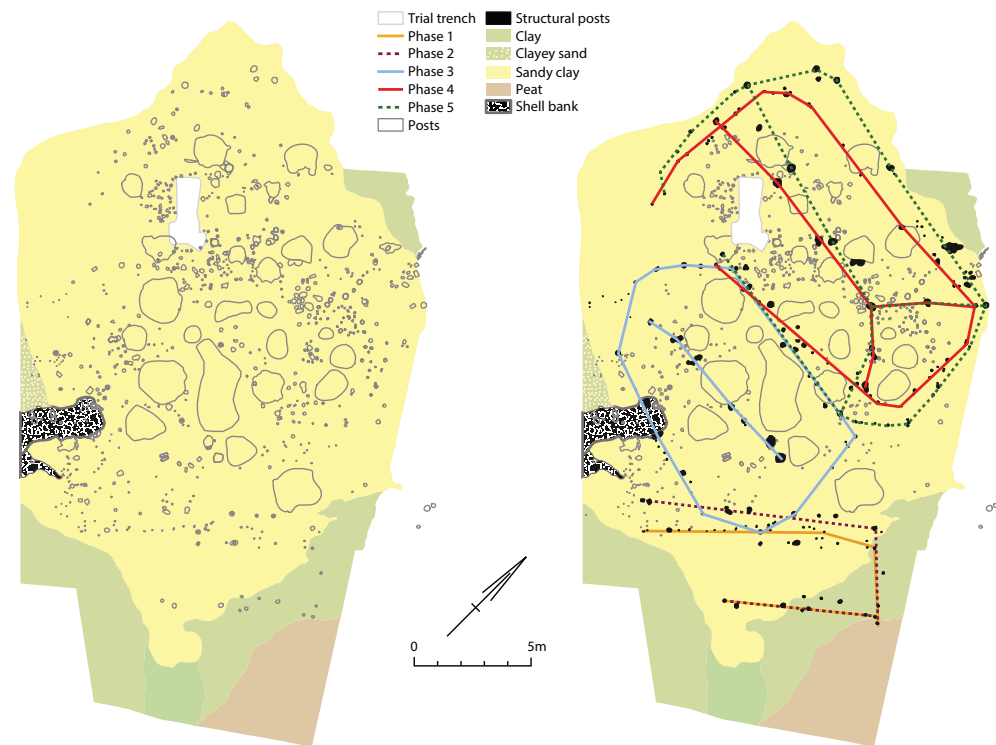 Trial trench
Phase 1
Phase 2
Phase 3
Phase 4
Phase 5
Posts
Structural posts
Clay
Clayey sand
Sandy clay
Peat
Shell bank
0 5m